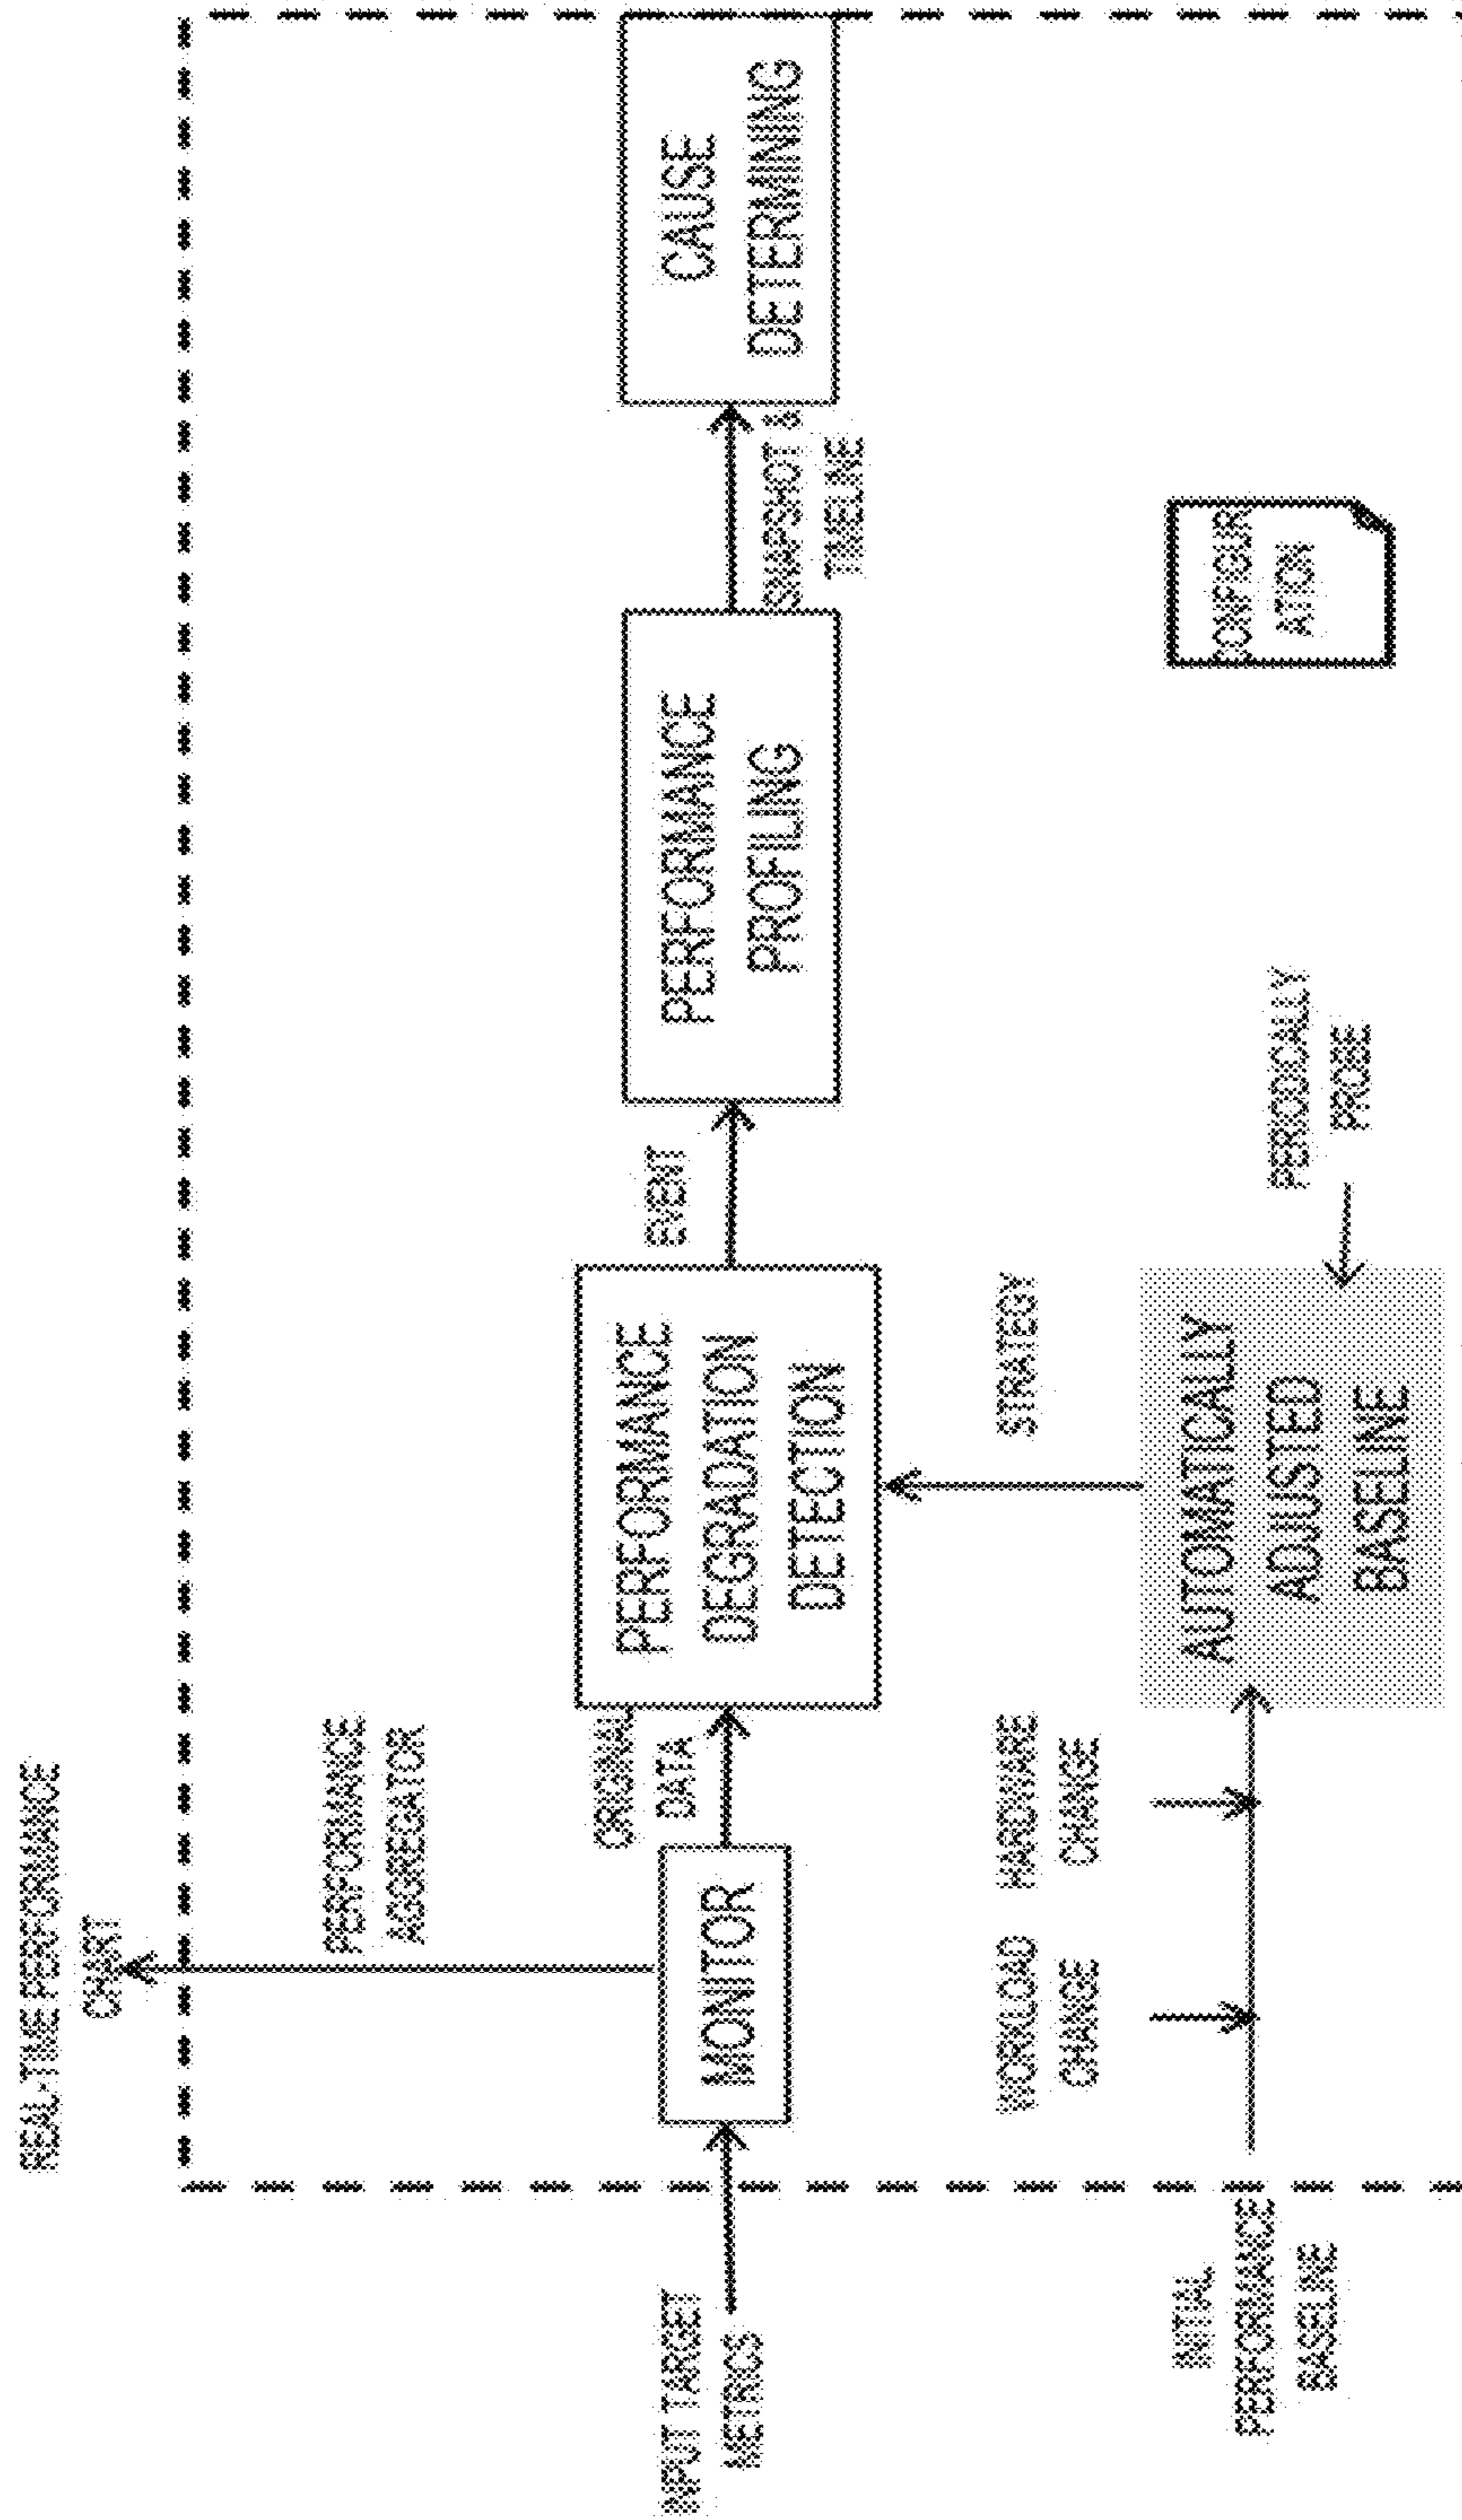 REAL-TIME PERFORMANCE
CHART
PERFORMANCE
AGGREGATOR
INPUT TARGET
METRICS
MONITOR
ORIGINAL
DATA
PERFORMANCE
DEGRADATION
DETECTION
EVENT
PERFORMANCE
PROFILING
SNAPSHOT &
TIMELINE
CAUSE
DETERMINING
WORKLOAD
CHANGE
HARDWARE
CHANGE
STRATEGY
INITIAL
PERFORMANCE
BASELINE
AUTOMATICALLY
ADJUSTED
BASELINE
PERIODICALLY
PROBE
CONFIGUR
ATION